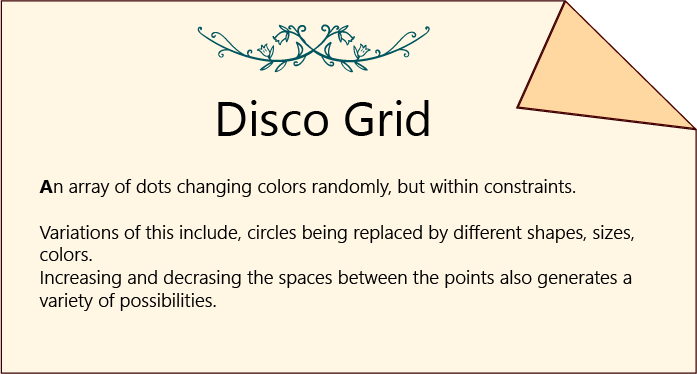 Disco Grid
An array of dots changing colors randomly, but within constraints.
Variations of this include, circles being replaced by different shapes, sizes,
colors.
Increasing and decrasing the spaces between the points also generates a
variety of possibilities.